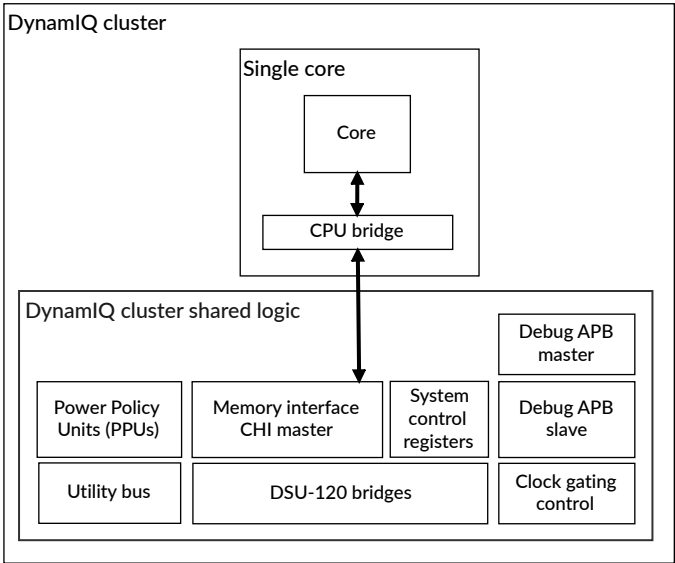 DynamIQ cluster
Single core
Core
CPU bridge
DynamIQ cluster shared logic
Debug APB
master
Power Policy
Units (PPUs)
Memory interface
CHI master
System
control
registers
Debug APB
slave
Utility bus
DSU-120 bridges
Clock gating
control